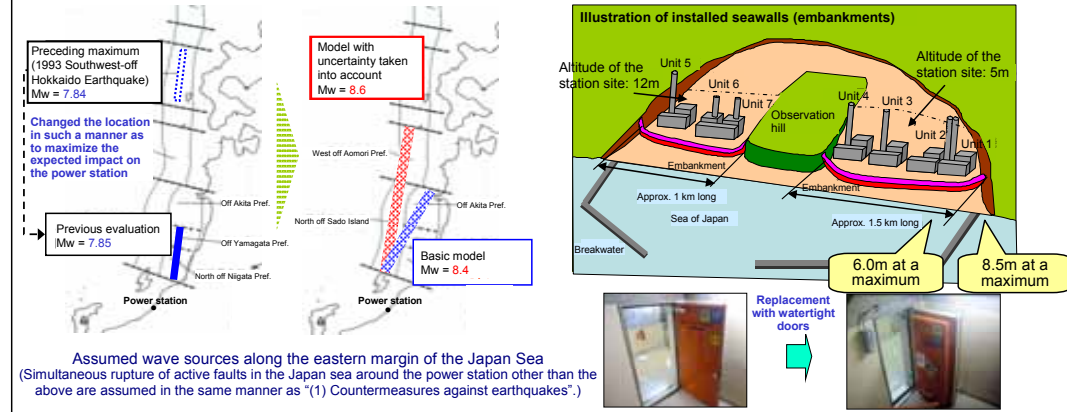 Preceding maximum
(1993 Southwest-off
Hokkaido Earthquake)
Mw = 7.84
Changed the location
in such a manner as
to maximize the
expected impact on
the power station
Previous evaluation
Mw = 7.85
Off Akita Pref.
Off Yamagata Pref.
North off Niigata Pref.
Power station
Model with
uncertainty taken
into account
Mw = 8.6
West off Aomori Pref.
Off Akita Pref.
North off Sado Island
Basic model
Mw = 8.4
Power station
Assumed wave sources along the eastern margin of the Japan Sea
(Simultaneous rupture of active faults in the Japan sea around the power station other than the
above are assumed in the same manner as “(1) Countermeasures against earthquakes”.)
Illustration of installed seawalls (embankments)
Altitude of the
station site: 12m
Unit 5
Unit 6
Unit 7
Observation
hill
Altitude of the
station site: 5m
Unit 4
Unit 3
Unit 2
Unit 1
Embankment
Embankment
Approx. 1 km long
Approx. 1.5 km long
Sea of Japan
Breakwater
6.0m at a
maximum
8.5m at a
maximum
Replacement
with watertight
doors